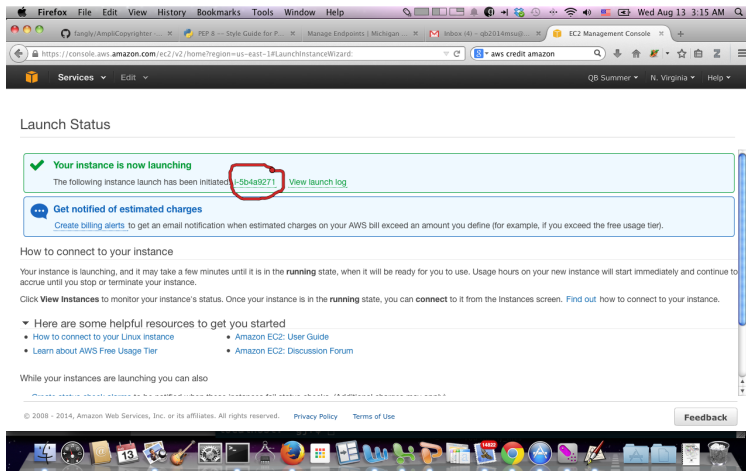 Firefox File Edit View History Bookmarks Tools Window Help Wed Aug 13 3:15 AM
fangly/AmpliCopyrighter - ... PEP 8 — Style Guide for P... Manage Endpoints | Michigan ... Inbox (4) - qb2014msu@... EC2 Management Console
https://console.aws.amazon.com/ec2/v2/home?region=us-east-1#LaunchInstanceWizard: aws credit amazon
Services Edit QB Summer N. Virginia Help
Launch Status
Your instance is now launching
The following instance launch has been initiated: i-5b4a9271 View launch log
Get notified of estimated charges
Create billing alerts to get an email notification when estimated charges on your AWS bill exceed an amount you define (for example, if you exceed the free usage tier).
How to connect to your instance
Your instance is launching, and it may take a few minutes until it is in the running state, when it will be ready for you to use. Usage hours on your new instance will start immediately and continue to
accrue until you stop or terminate your instance.
Click View Instances to monitor your instance's status. Once your instance is in the running state, you can connect to it from the Instances screen. Find out how to connect to your instance.
Here are some helpful resources to get you started
• How to connect to your Linux instance • Amazon EC2: User Guide
• Learn about AWS Free Usage Tier • Amazon EC2: Discussion Forum
While your instances are launching you can also
© 2008 - 2014, Amazon Web Services, Inc. or its affiliates. All rights reserved. Privacy Policy Terms of Use Feedback
13 14822